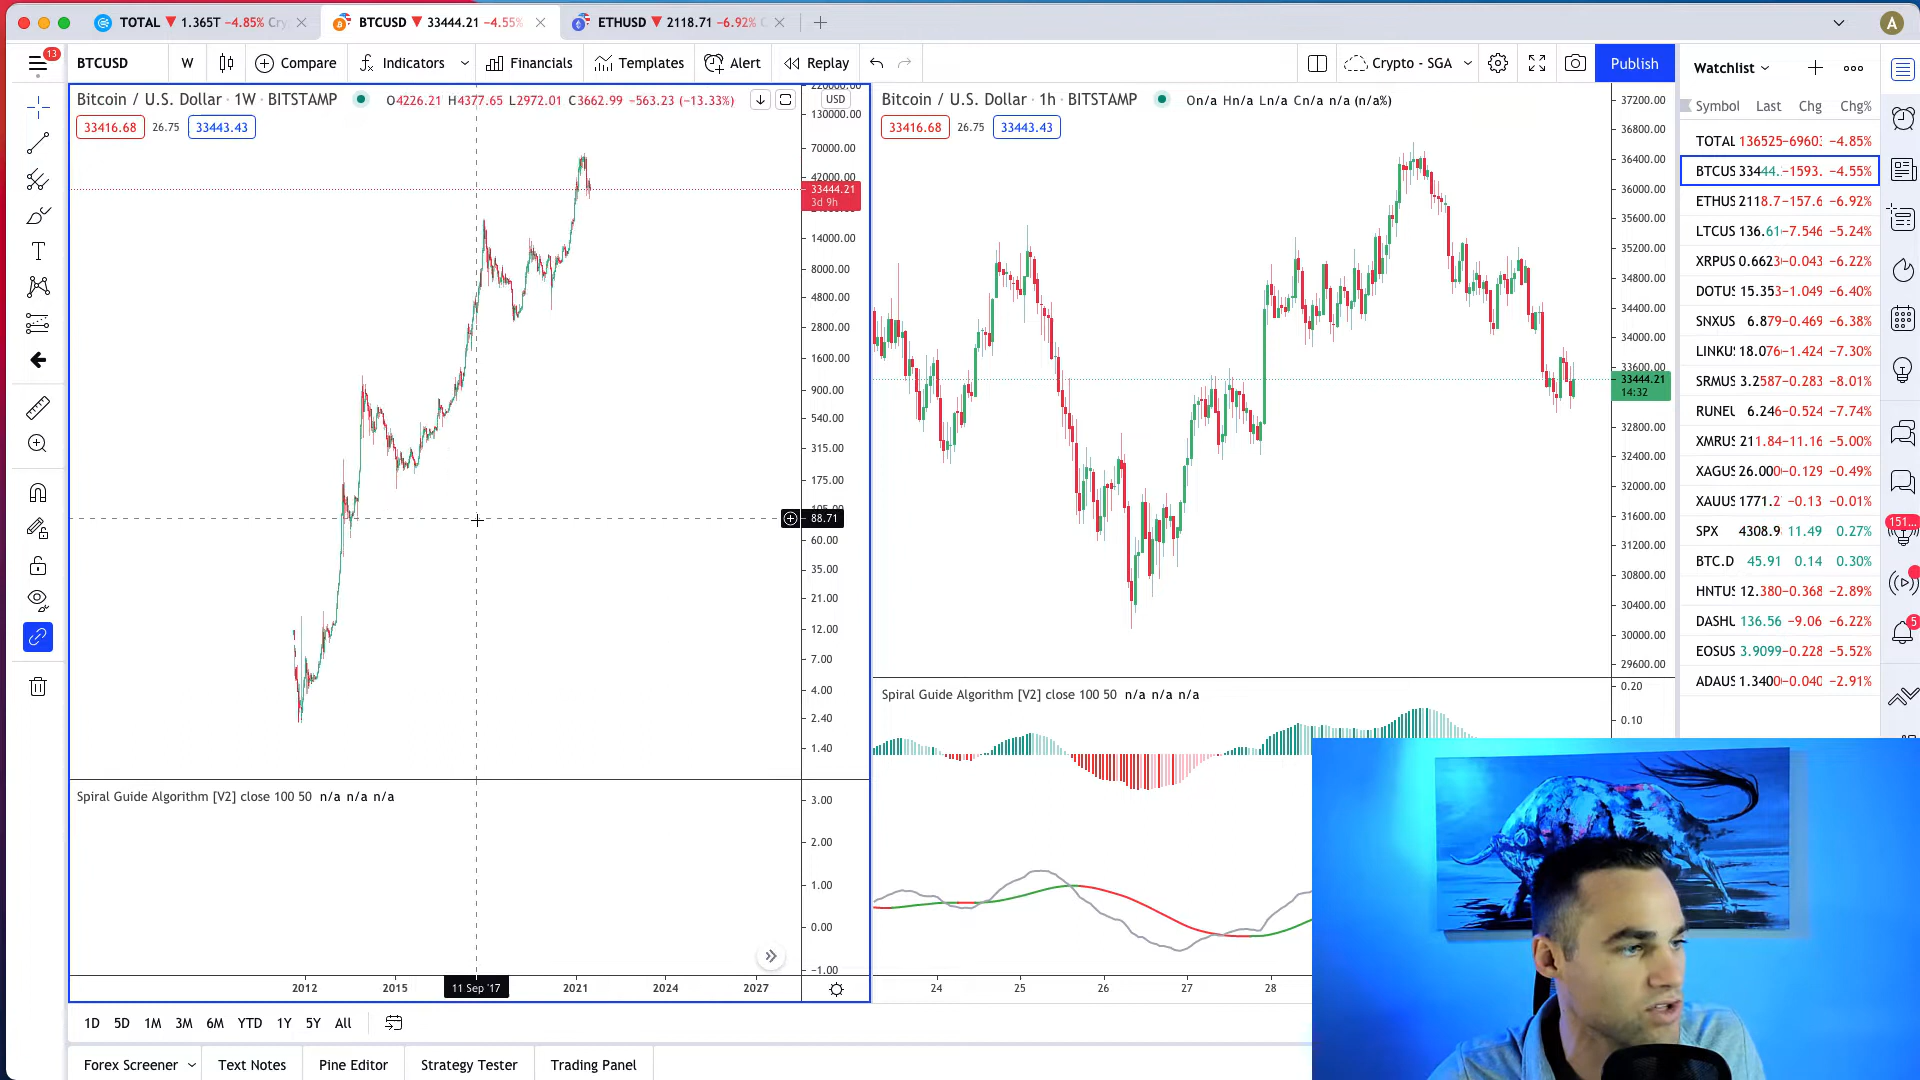 TOTAL ▼ 1.365T −4.85% Cry
BTCUSD ▼ 33444.21 −4.55%
ETHUSD ▼ 2118.71 −6.92% C
A
13
BTCUSD
W
Compare
Indicators
Financials
Templates
Alert
Replay
Crypto - SGA
Publish
Watchlist
Bitcoin / U.S. Dollar · 1W · BITSTAMP
O4226.21 H4377.65 L2972.01 C3662.99 −563.23 (−13.33%)
USD
33416.68 26.75 33443.43
220000.00
130000.00
70000.00
42000.00
33444.21
3d 9h
14000.00
8000.00
4800.00
2800.00
1600.00
900.00
540.00
315.00
175.00
88.71
60.00
35.00
21.00
12.00
7.00
4.00
2.40
1.40
Spiral Guide Algorithm [V2] close 100 50 n/a n/a n/a
3.00
2.00
1.00
0.00
−1.00
2012 2015 11 Sep '17 2021 2024 2027
Bitcoin / U.S. Dollar · 1h · BITSTAMP
On/a Hn/a Ln/a Cn/a n/a (n/a%)
33416.68 26.75 33443.43
37200.00
36800.00
36400.00
36000.00
35600.00
35200.00
34800.00
34400.00
34000.00
33600.00
33444.21
14:32
32800.00
32400.00
32000.00
31600.00
31200.00
30800.00
30400.00
30000.00
29600.00
Spiral Guide Algorithm [V2] close 100 50 n/a n/a n/a
0.20
0.10
24 25 26 27 28
Symbol Last Chg Chg%
TOTAL 136525 −6960 −4.85%
BTCUS 33444. −1593. −4.55%
ETHUS 2118.7 −157.6 −6.92%
LTCUS 136.61 −7.546 −5.24%
XRPUS 0.6623 −0.043 −6.22%
DOTUS 15.353 −1.049 −6.40%
SNXUS 6.879 −0.469 −6.38%
LINKU 18.076 −1.424 −7.30%
SRMUS 3.2587 −0.283 −8.01%
RUNEU 6.246 −0.524 −7.74%
XMRUS 211.84 −11.16 −5.00%
XAGUS 26.000 −0.129 −0.49%
XAUUS 1771.2 −0.13 −0.01%
SPX 4308.9 11.49 0.27%
BTC.D 45.91 0.14 0.30%
HNTUS 12.380 −0.368 −2.89%
DASHU 136.56 −9.06 −6.22%
EOSUS 3.9099 −0.228 −5.52%
ADAUS 1.3400 −0.040 −2.91%
151...
5
1D 5D 1M 3M 6M YTD 1Y 5Y All
Forex Screener
Text Notes
Pine Editor
Strategy Tester
Trading Panel